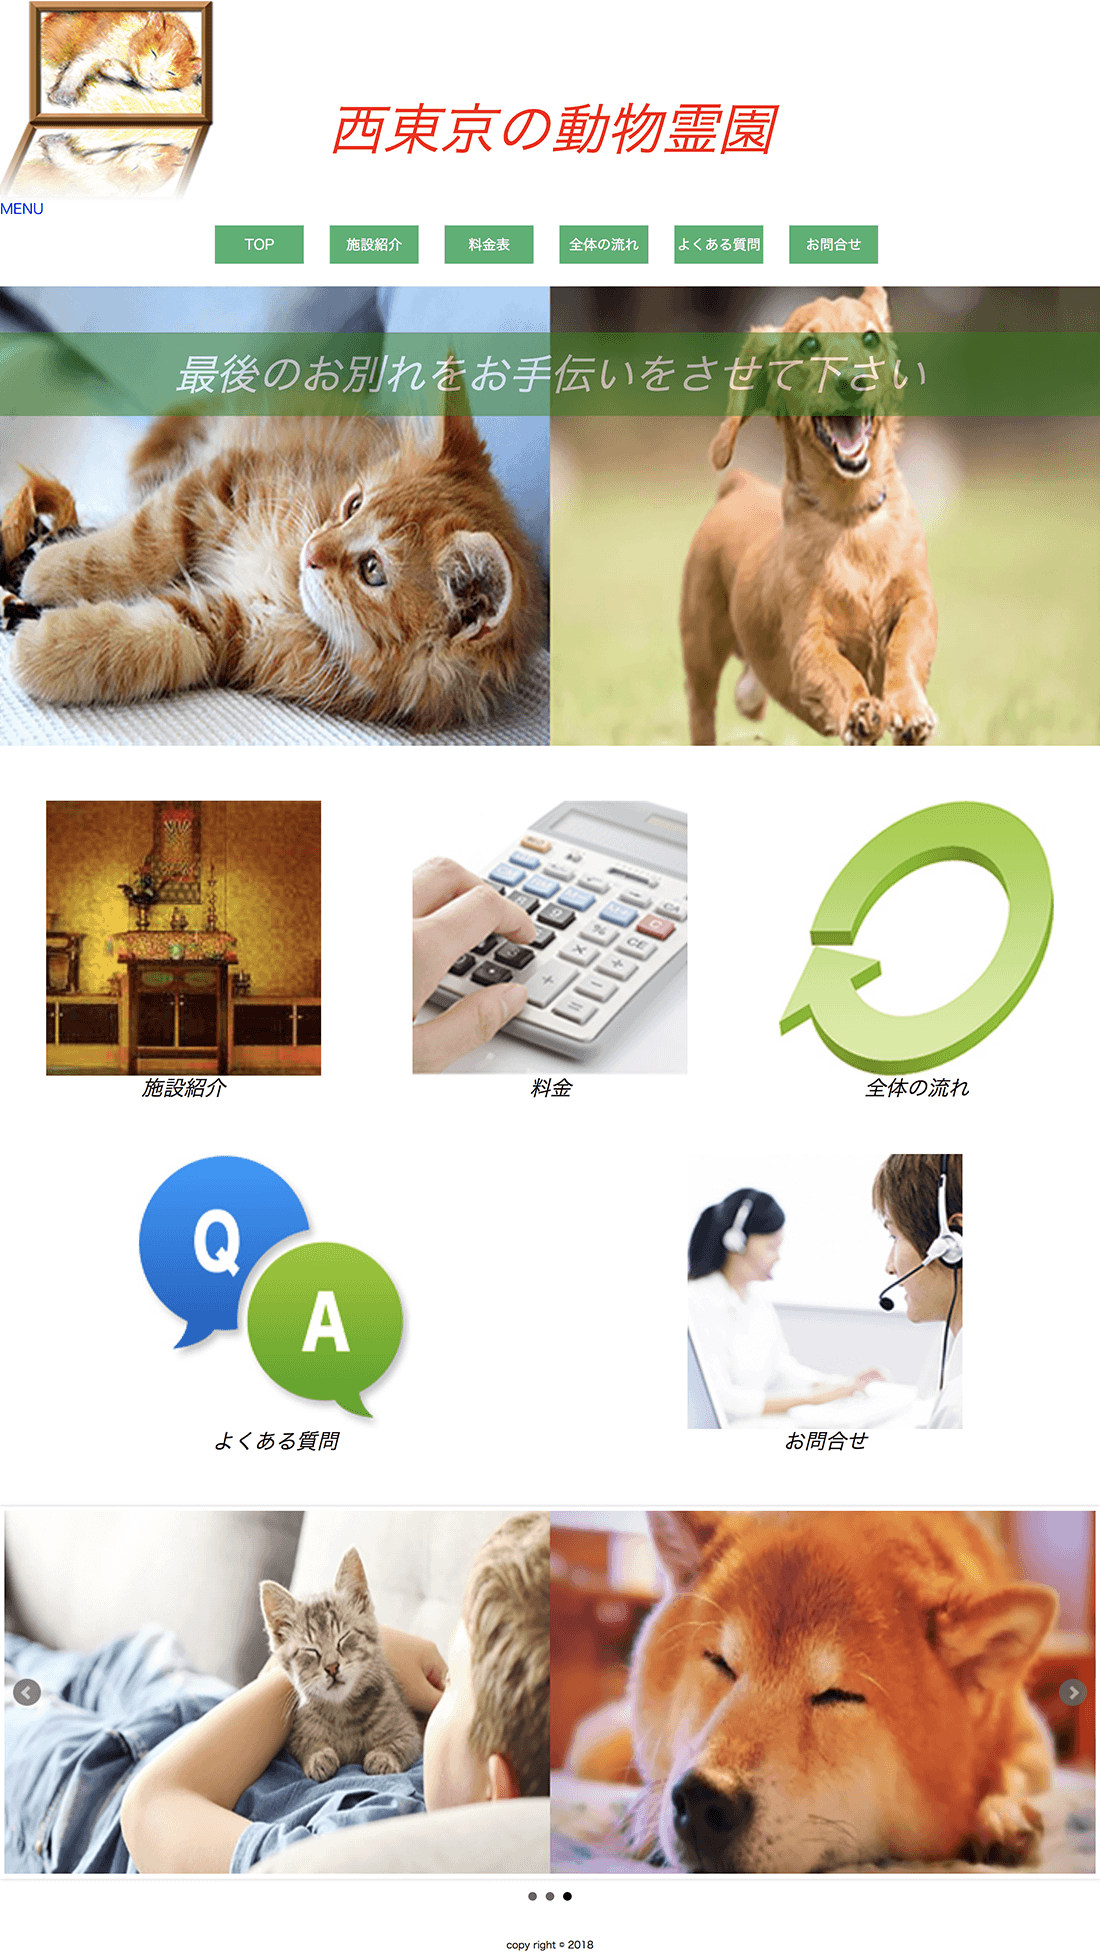 西東京の動物霊園
MENU
TOP
施設紹介
料金表
全体の流れ
よくある質問
お問合せ
最後のお別れをお手伝いをさせて下さい
施設紹介
料金
全体の流れ
Q
A
よくある質問
お問合せ
copy right © 2018